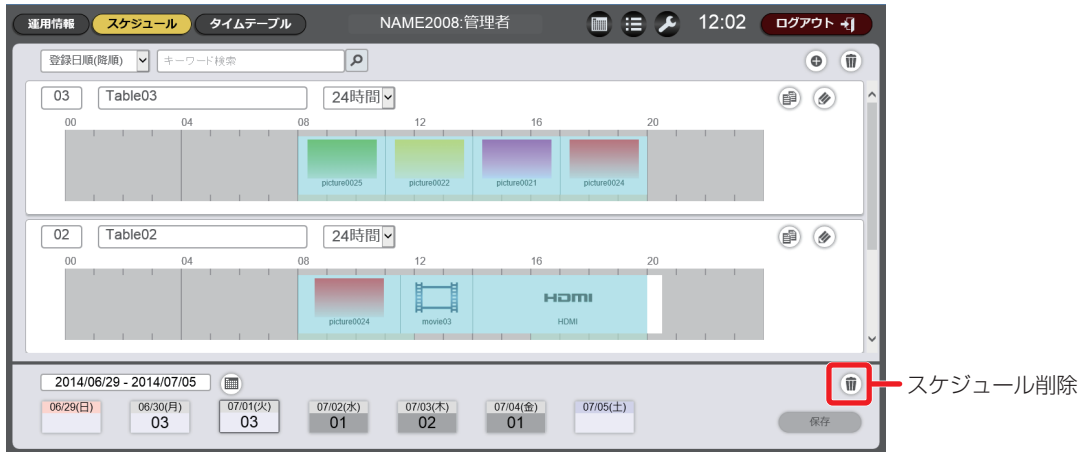 運用情報 スケジュール タイムテーブル NAME2008:管理者 12:02 ログアウト
登録日順(降順) キーワード検索
03 Table03 24時間
00 04 08 12 16 20
picture0025 picture0022 picture0021 picture0024
02 Table02 24時間
00 04 08 12 16 20
HDMI
picture0024 movie03 HDMI
2014/06/29 - 2014/07/05
スケジュール削除
06/29(日) 06/30(月) 07/01(火) 07/02(水) 07/03(木) 07/04(金) 07/05(土)
03 03 01 02 01 保存